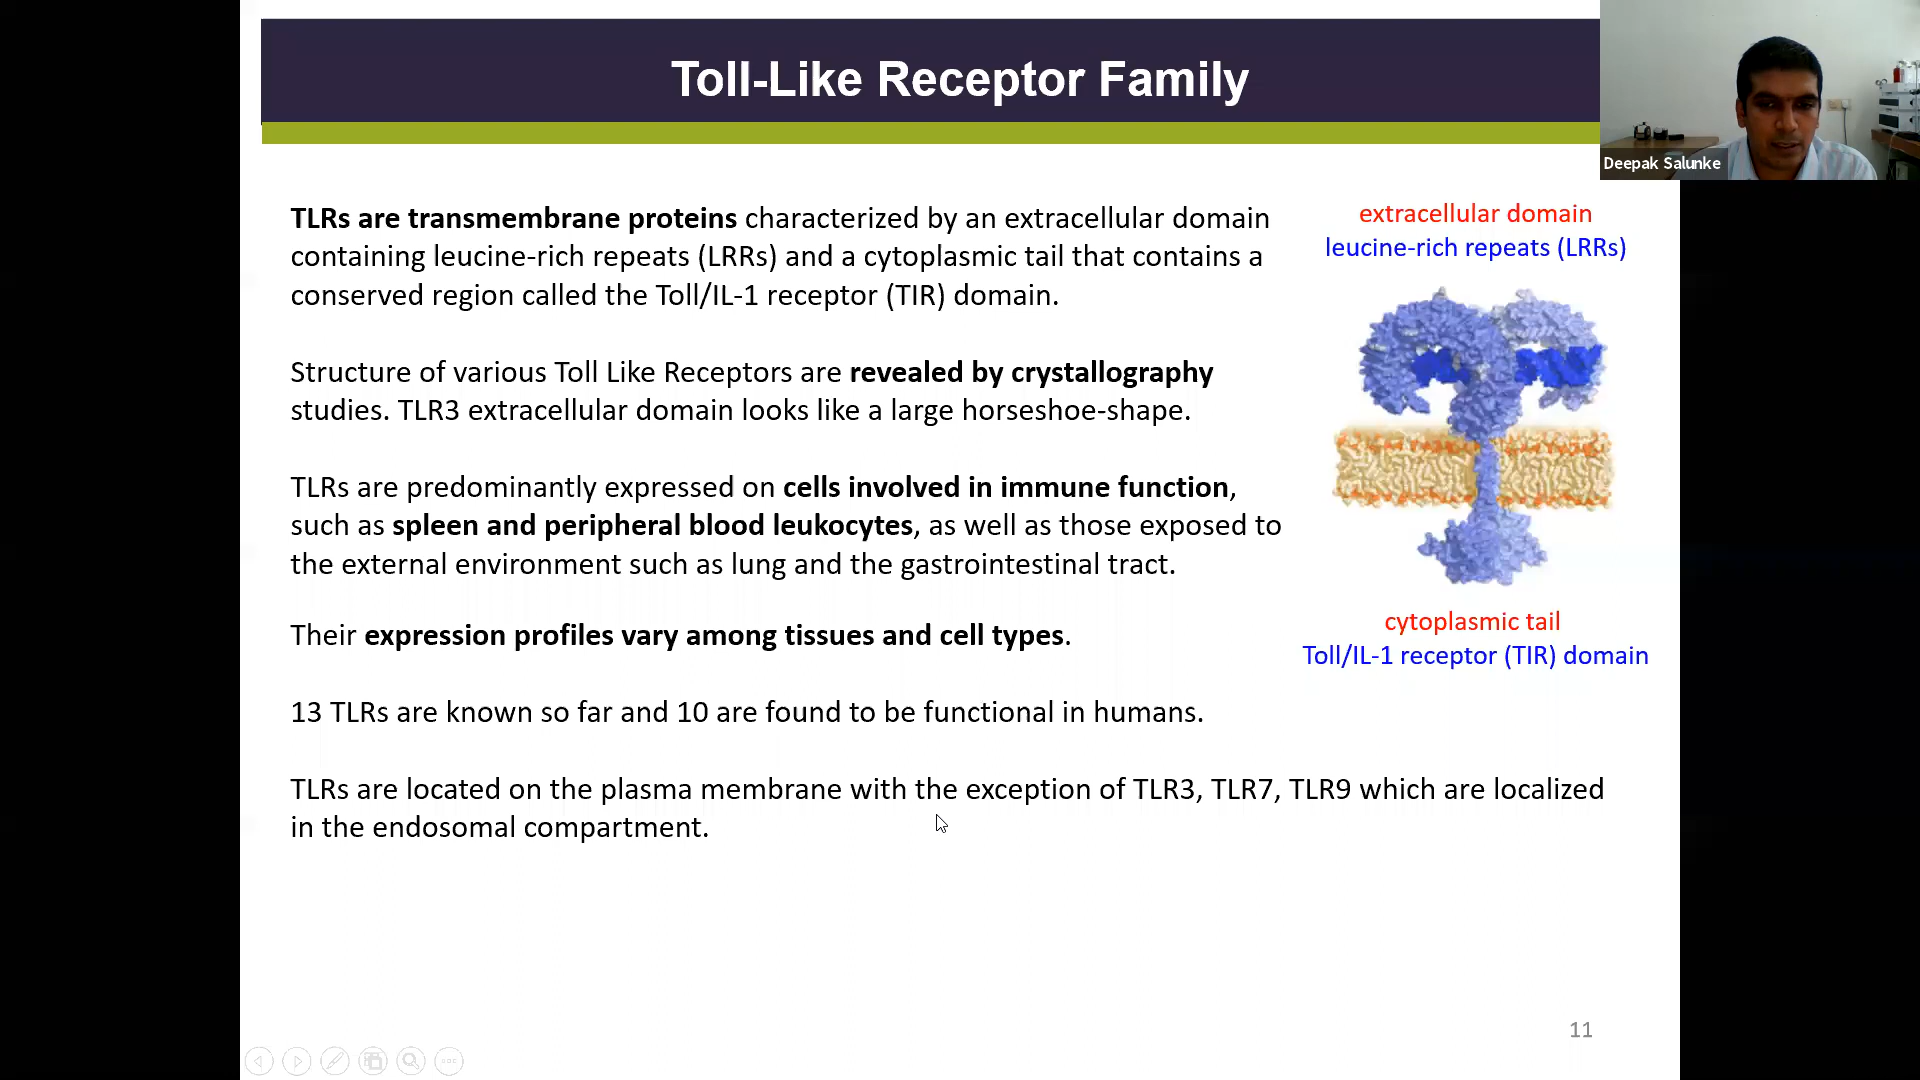 Toll-Like Receptor Family
Deepak Salunke
TLRs are transmembrane proteins characterized by an extracellular domain
containing leucine-rich repeats (LRRs) and a cytoplasmic tail that contains a
conserved region called the Toll/IL-1 receptor (TIR) domain.
Structure of various Toll Like Receptors are revealed by crystallography
studies. TLR3 extracellular domain looks like a large horseshoe-shape.
TLRs are predominantly expressed on cells involved in immune function,
such as spleen and peripheral blood leukocytes, as well as those exposed to
the external environment such as lung and the gastrointestinal tract.
Their expression profiles vary among tissues and cell types.
13 TLRs are known so far and 10 are found to be functional in humans.
TLRs are located on the plasma membrane with the exception of TLR3, TLR7, TLR9 which are localized
in the endosomal compartment.
extracellular domain
leucine-rich repeats (LRRs)
cytoplasmic tail
Toll/IL-1 receptor (TIR) domain
11